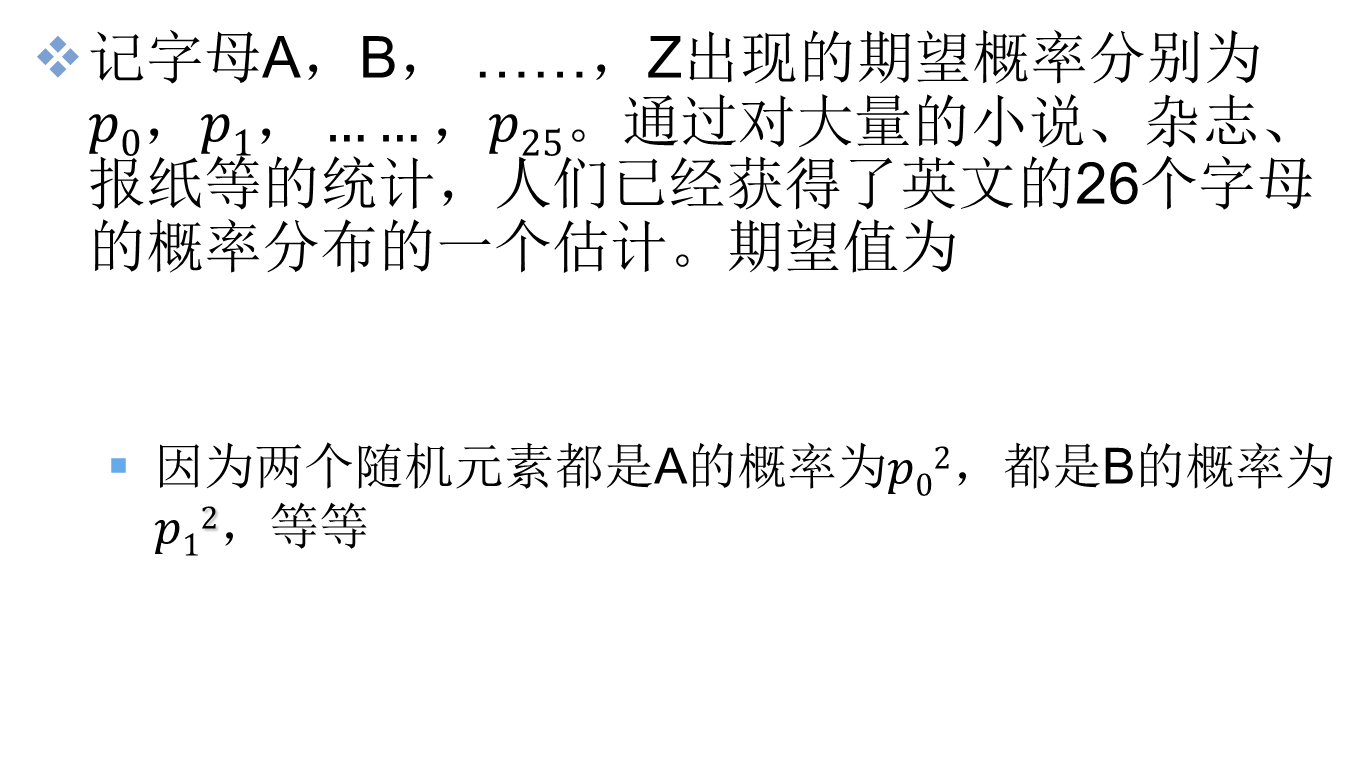 记字母A，B， ……，Z出现的期望概率分别为
𝑝₀，𝑝₁， … … ，𝑝₂₅。通过对大量的小说、杂志、
报纸等的统计，人们已经获得了英文的26个字母
的概率分布的一个估计。期望值为
因为两个随机元素都是A的概率为𝑝₀²，都是B的概率为
𝑝₁²，等等